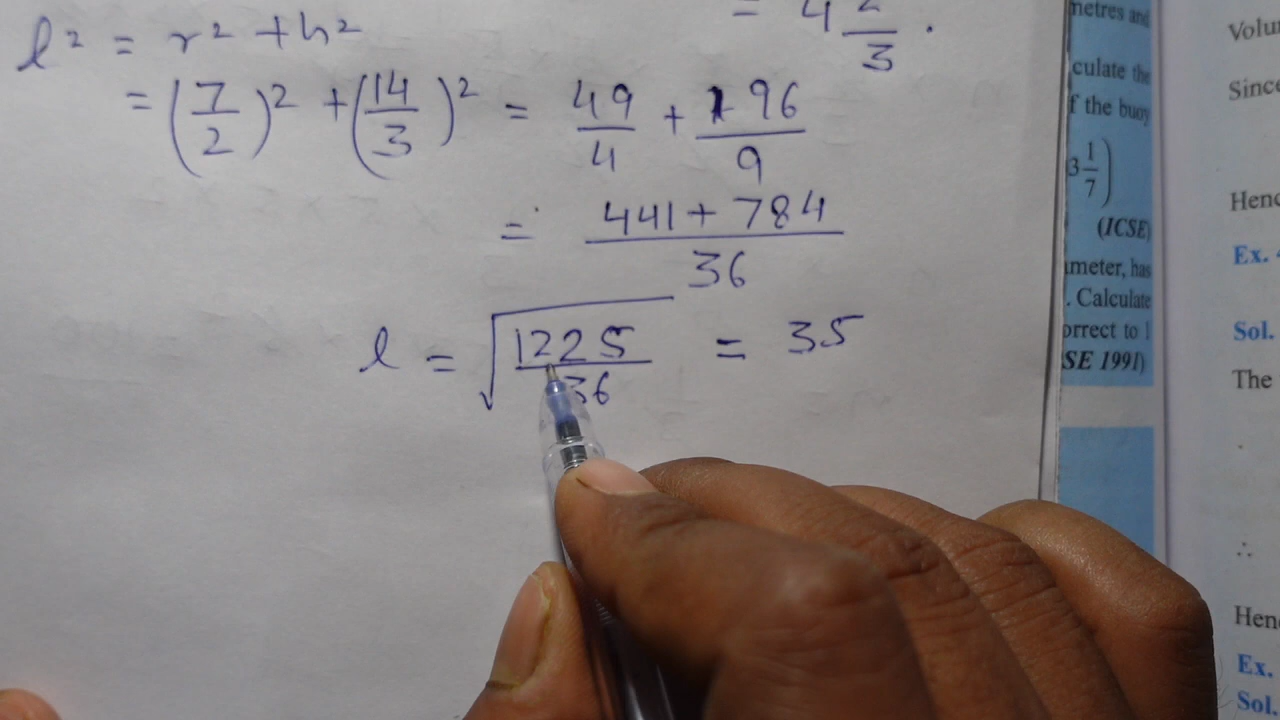 = 4 2/3 .
l² = r² + h²
= (7/2)² + (14/3)² = 49/4 + 196/9
= 441 + 784 / 36
l = √1225/36 = 35
metres and
culate the
f the buoy
3 1/7)
(ICSE)
meter, has
. Calculate
orrect to 1
SE 1991)
Volu
Since
Henc
Ex. 4
Sol.
The
∴
Hen
Ex.
Sol.